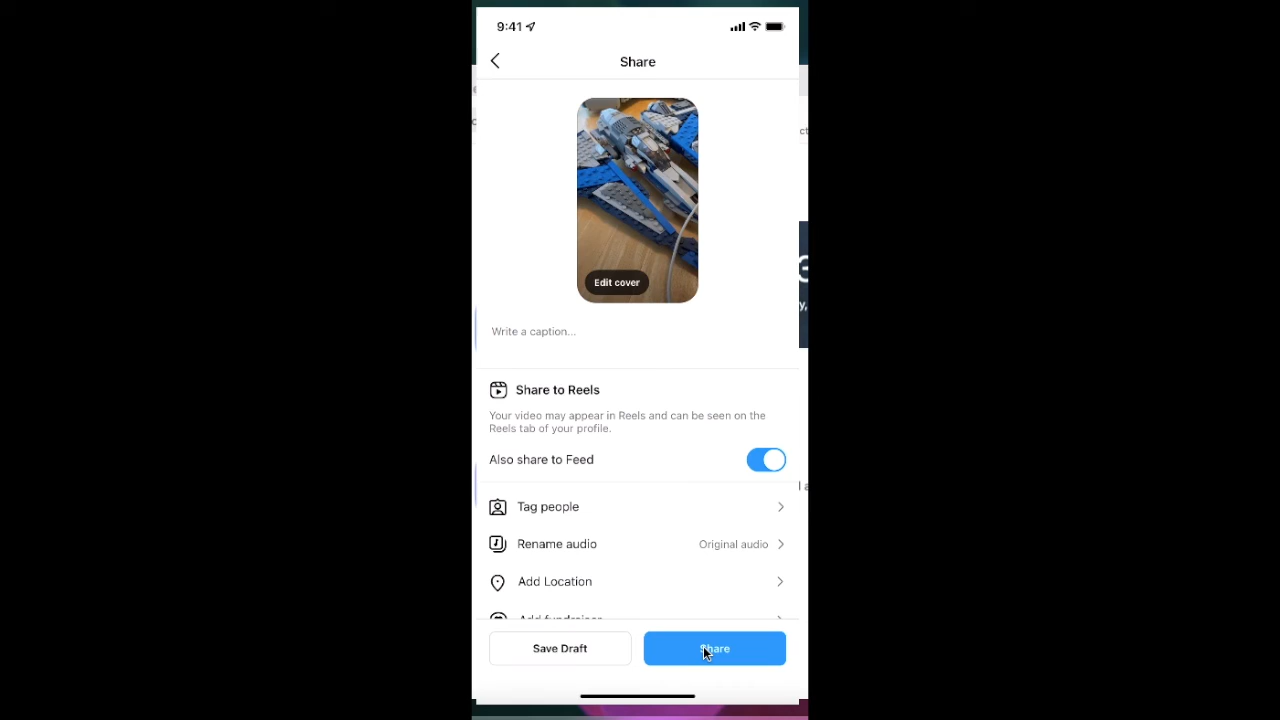 9:41
Share
Edit cover
Write a caption...
Share to Reels
Your video may appear in Reels and can be seen on the
Reels tab of your profile.
Also share to Feed
Tag people
Rename audio Original audio
Add Location
Add fundraiser
Save Draft Share